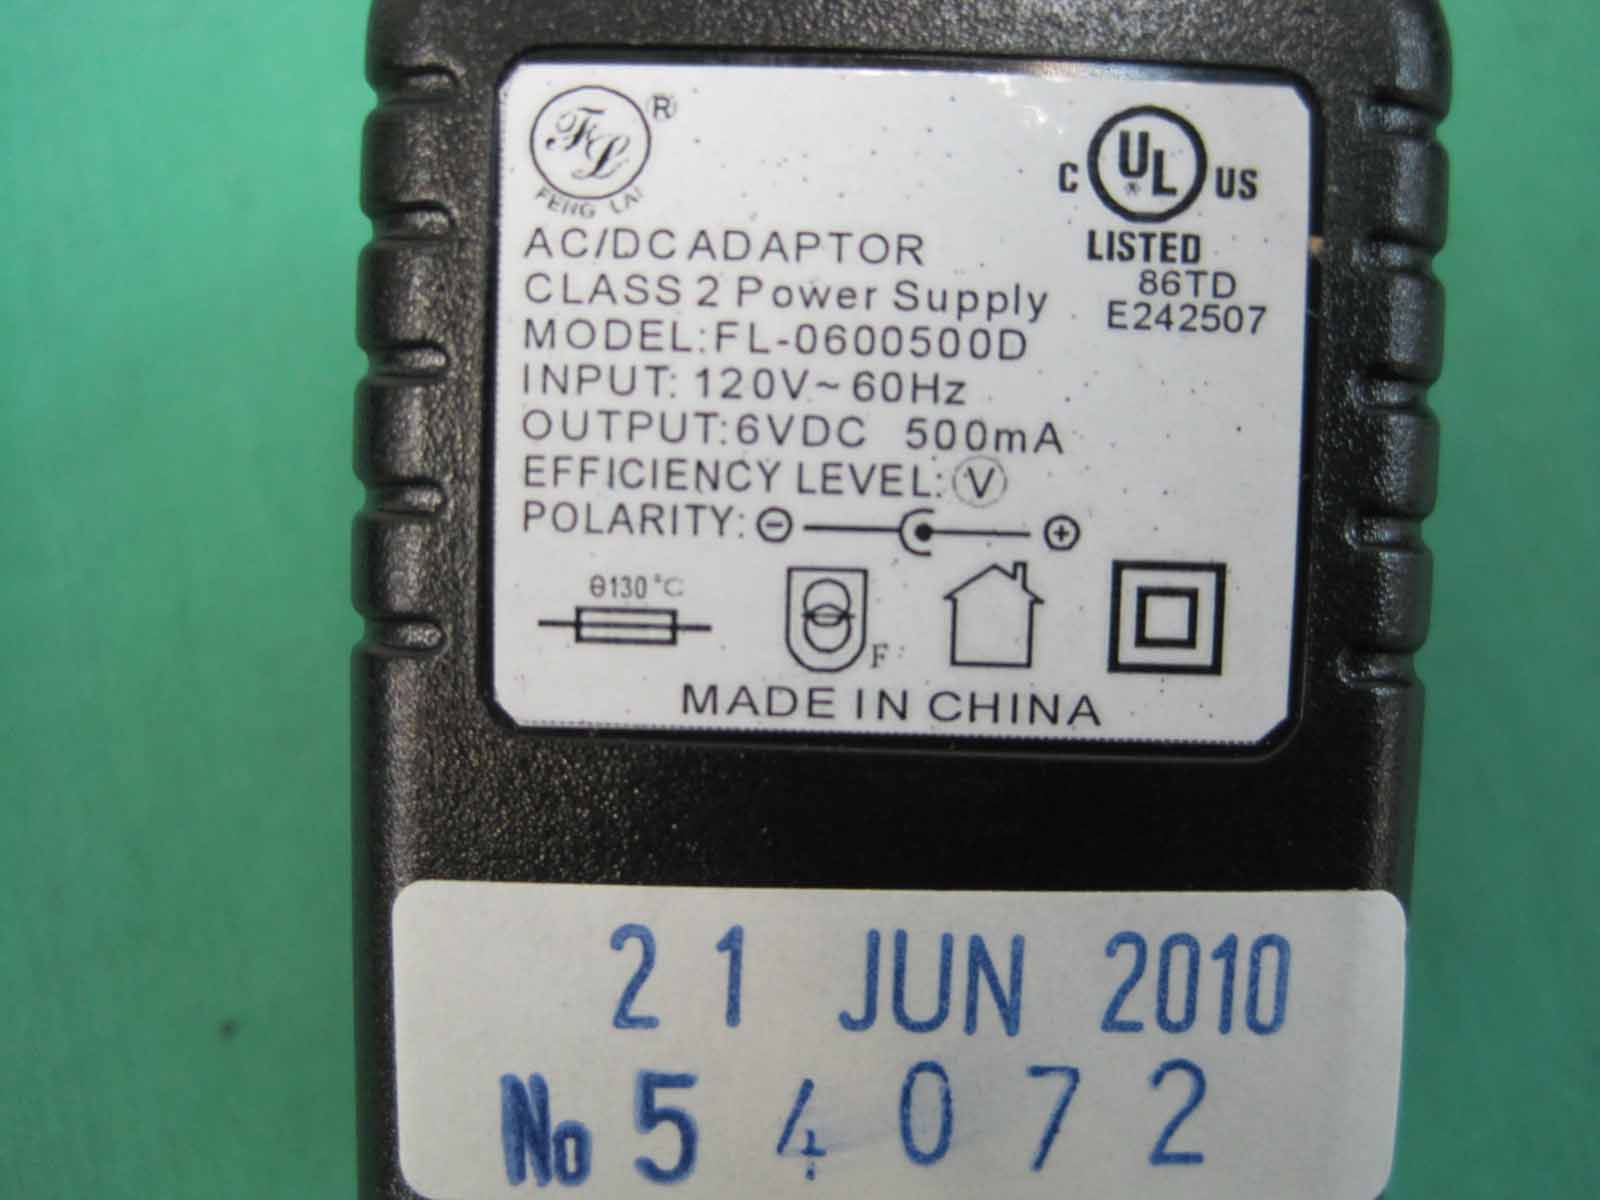 FL ®
FENG LAI
C UL ® US
LISTED
86TD
E242507
AC/DC ADAPTOR
CLASS 2 Power Supply
MODEL:FL-0600500D
INPUT: 120V~60Hz
OUTPUT:6VDC 500mA
EFFICIENCY LEVEL: V
POLARITY: ⊖ ⊕
θ130°C
F
MADE IN CHINA
21 JUN 2010
No 54072